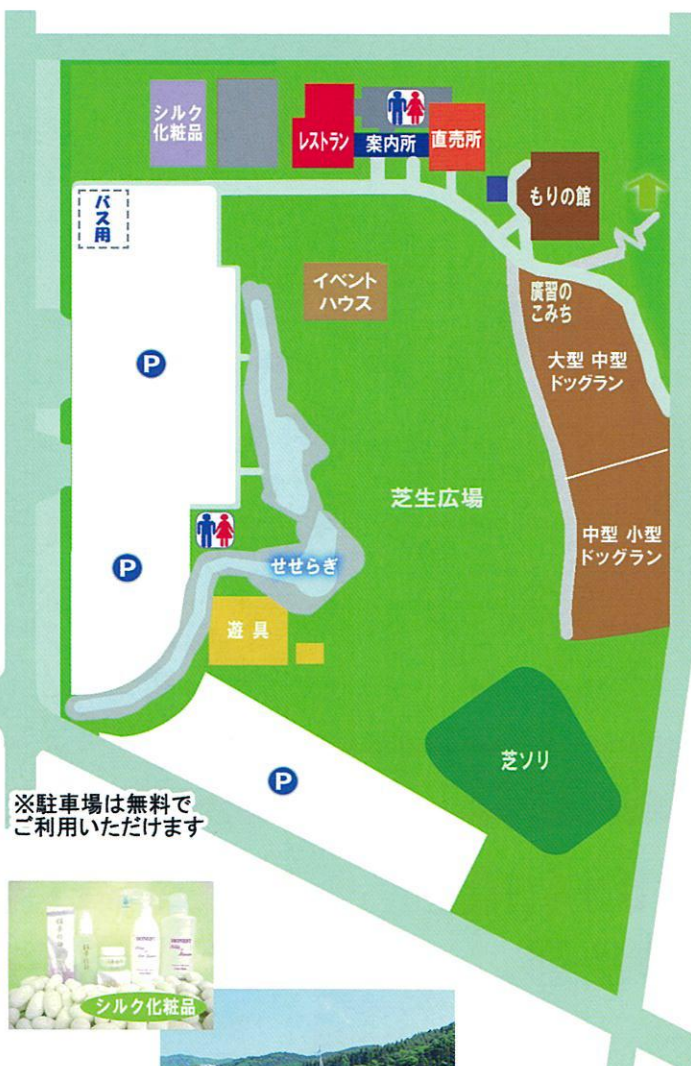 シルク
化粧品
レストラン
案内所
直売所
バス用
もりの館
イベント
ハウス
廣習の
こみち
大型 中型
ドッグラン
P
芝生広場
中型 小型
ドッグラン
せせらぎ
P
遊具
芝ソリ
P
※駐車場は無料で
ご利用いただけます
シルク化粧品